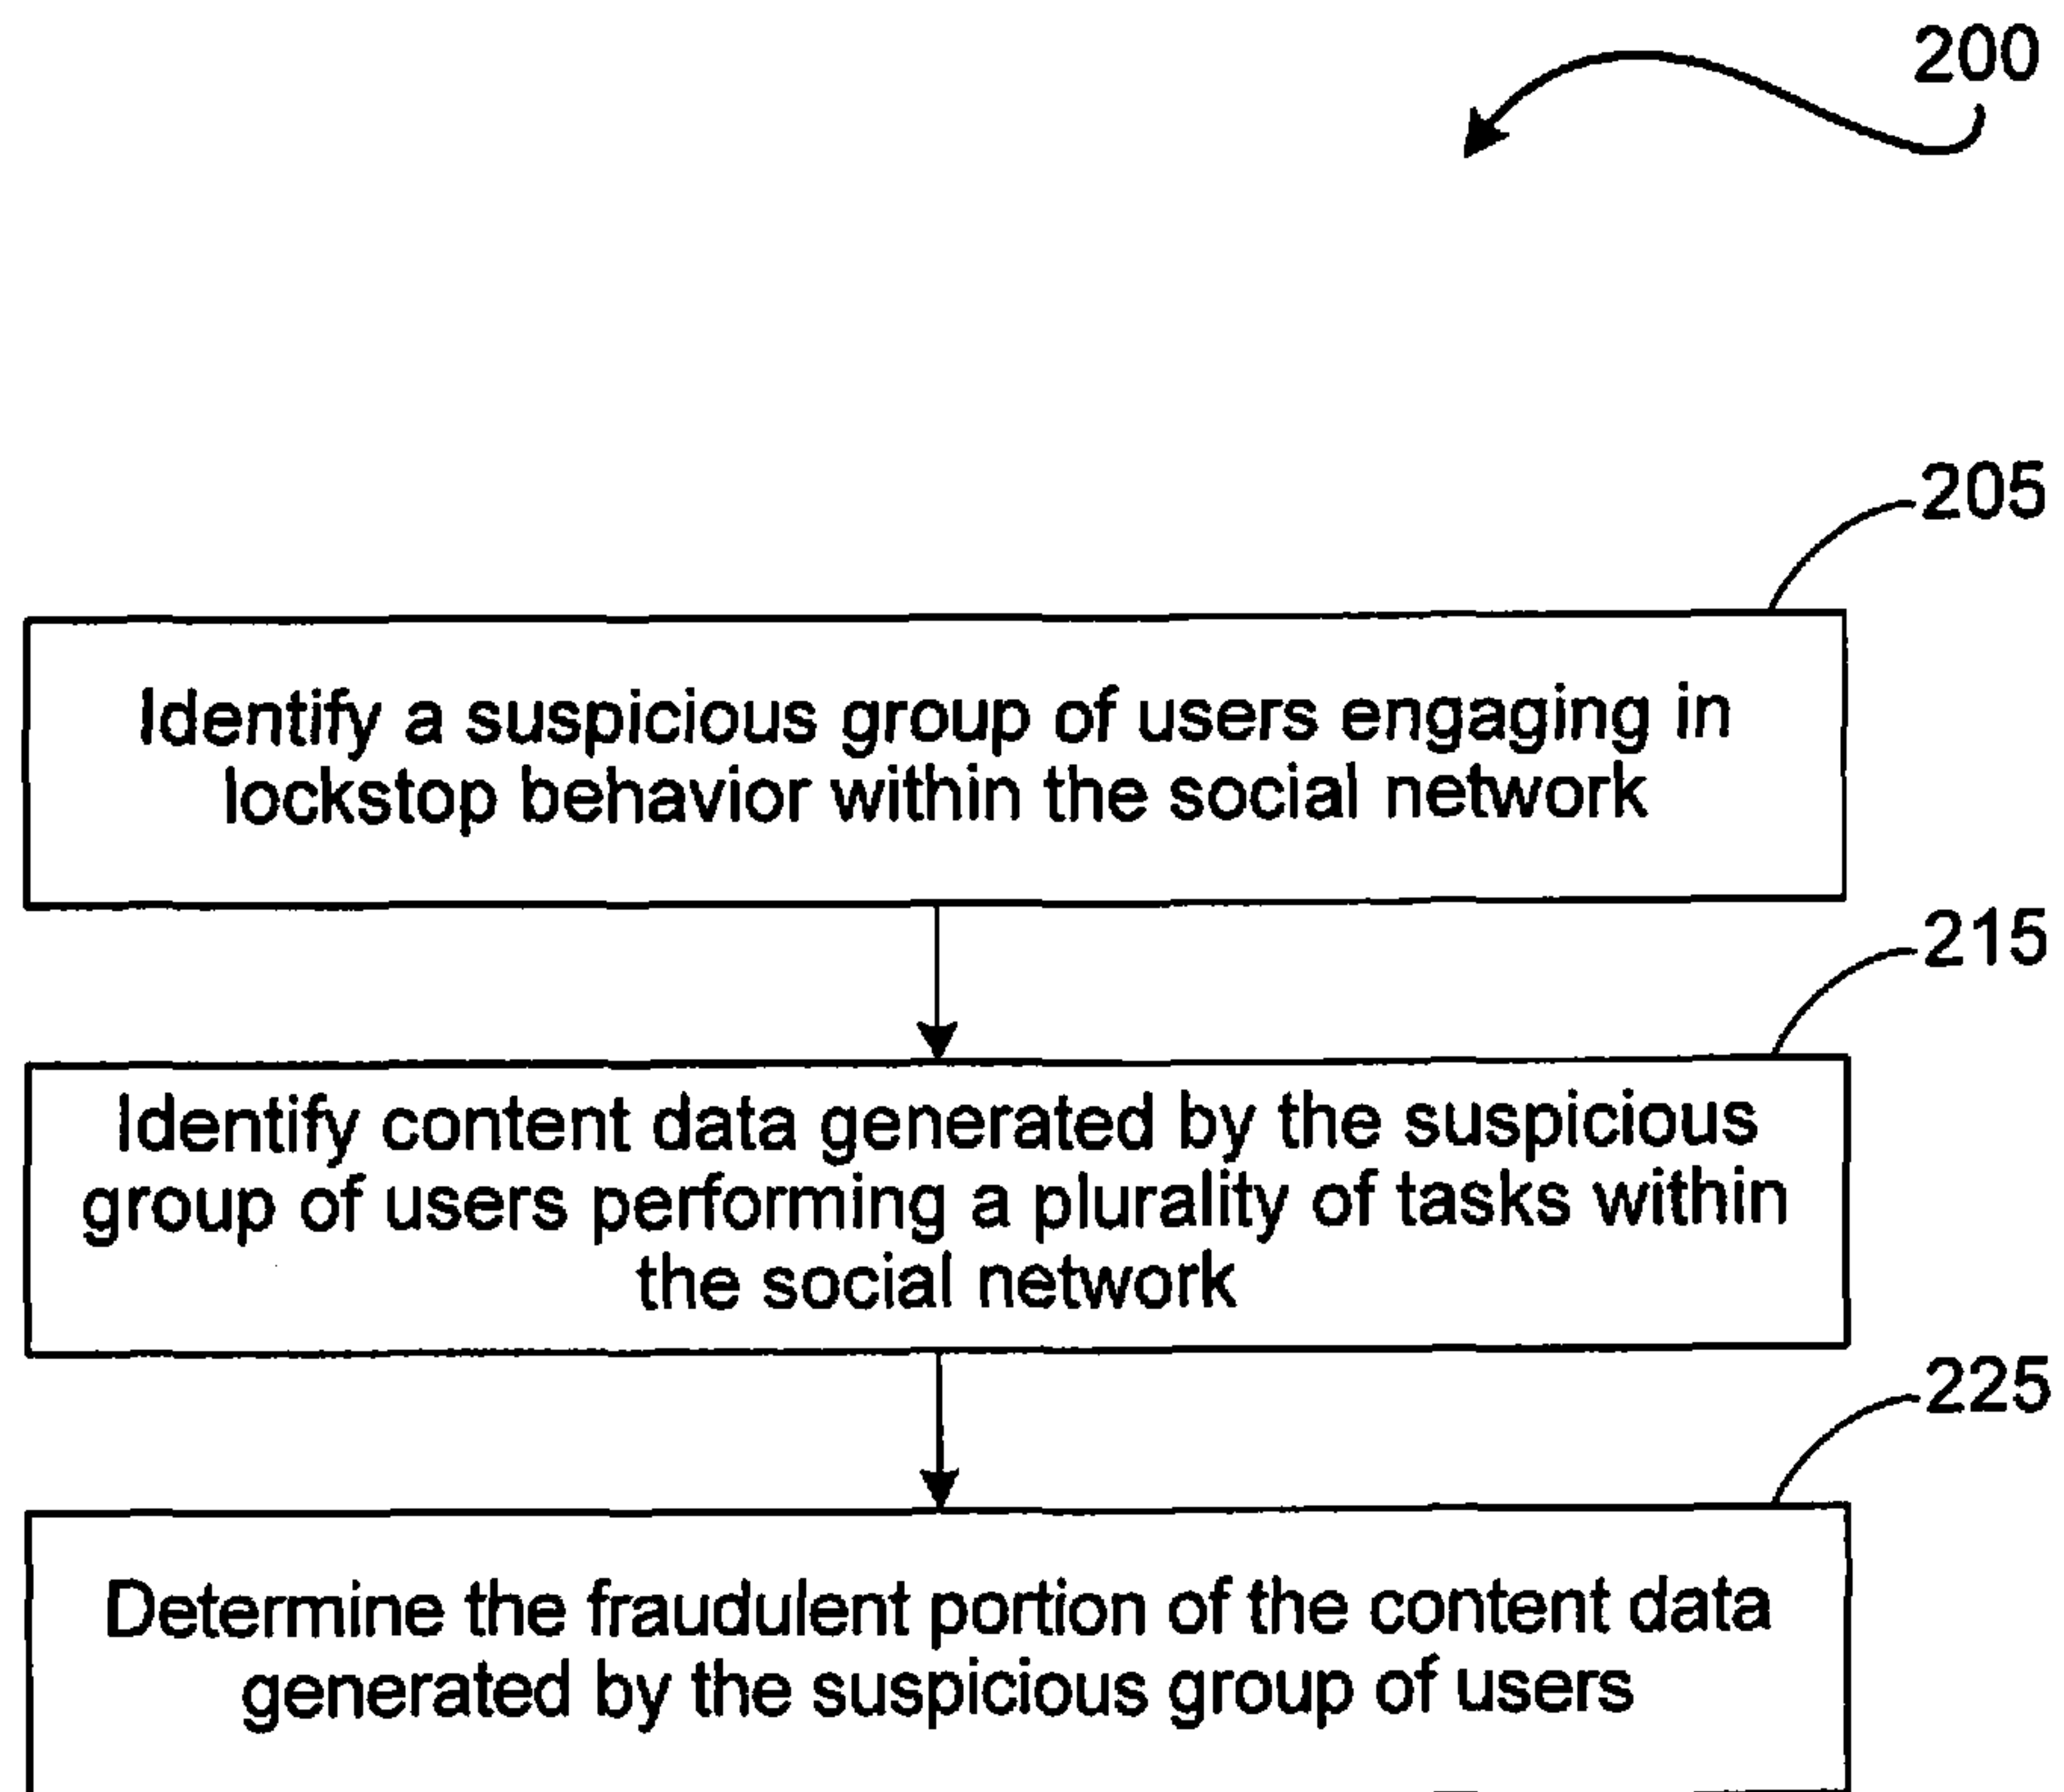 200
205
Identify a suspicious group of users engaging in
lockstop behavior within the social network
215
Identify content data generated by the suspicious
group of users performing a plurality of tasks within
the social network
225
Determine the fraudulent portion of the content data
generated by the suspicious group of users